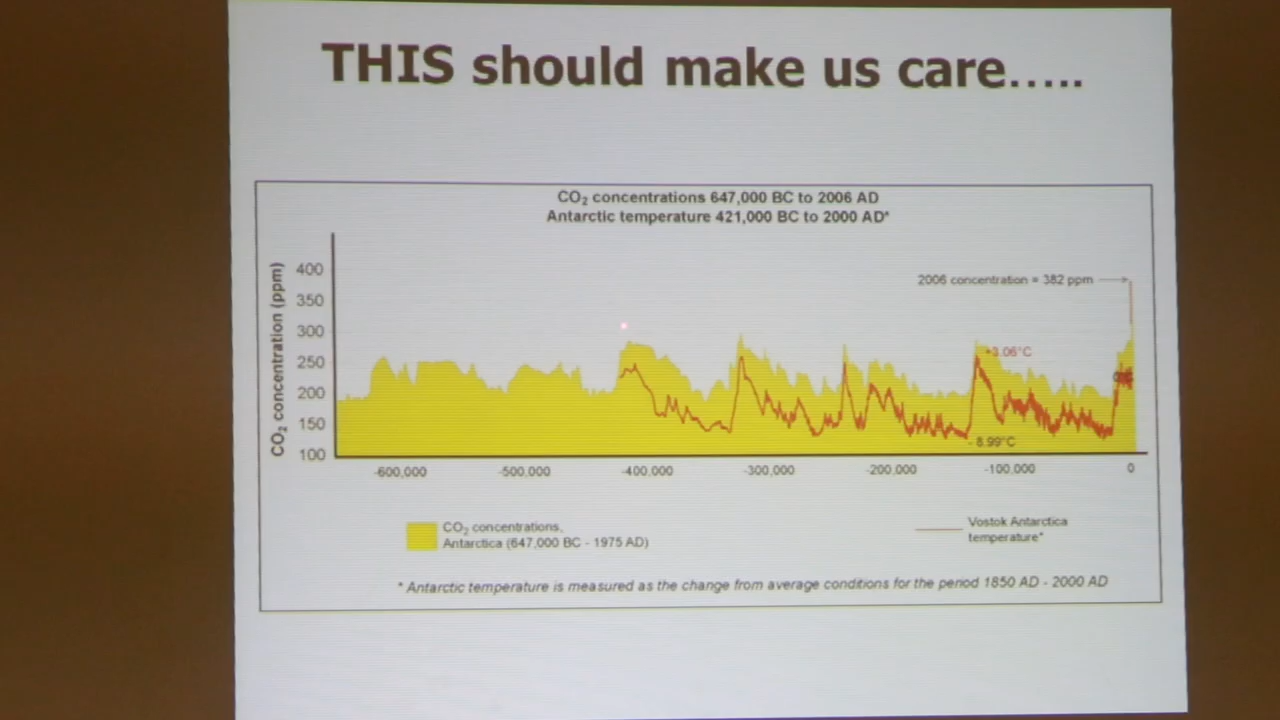 THIS should make us care.....
CO₂ concentrations 647,000 BC to 2006 AD
Antarctic temperature 421,000 BC to 2000 AD*
CO₂ concentration (ppm)
400
350
300
250
200
150
100
2006 concentration = 382 ppm
+3.06°C
- 8.99°C
-600,000
-500,000
-400,000
-300,000
-200,000
-100,000
0
CO₂ concentrations,
Antarctica (647,000 BC - 1975 AD)
Vostok Antarctica
temperature*
* Antarctic temperature is measured as the change from average conditions for the period 1850 AD - 2000 AD